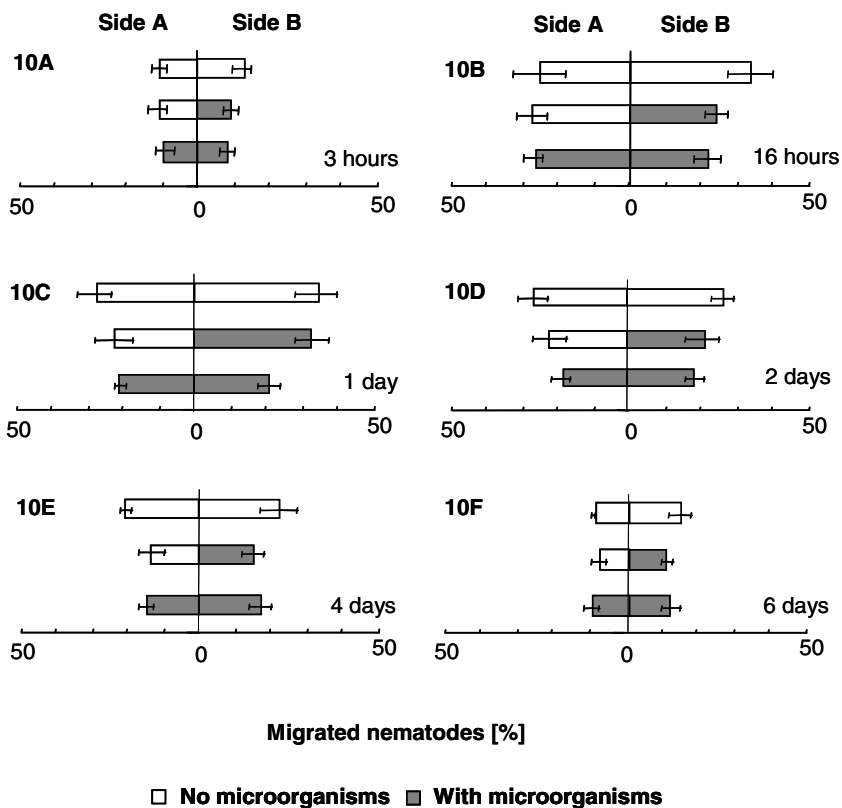 Side A Side B
Side A Side B
10A
3 hours
50 0 50
10B
16 hours
50 0 50
10C
1 day
50 0 50
10D
2 days
50 0 50
10E
4 days
50 0 50
10F
6 days
50 0 50
Migrated nematodes [%]
No microorganisms With microorganisms